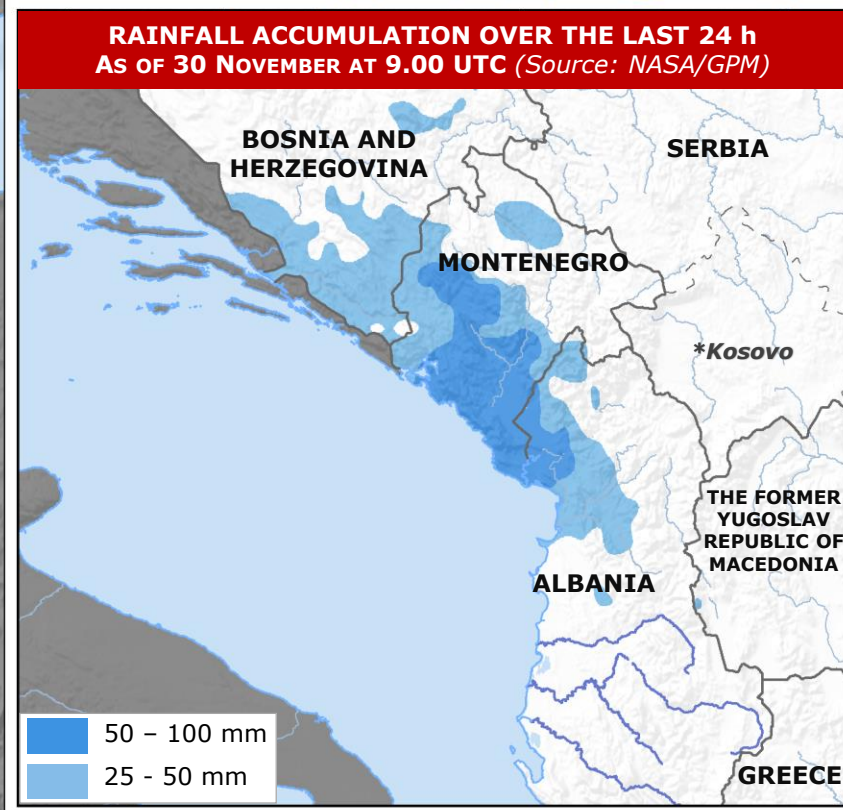 RAINFALL ACCUMULATION OVER THE LAST 24 h
AS OF 30 NOVEMBER AT 9.00 UTC (Source: NASA/GPM)
BOSNIA AND
HERZEGOVINA
SERBIA
MONTENEGRO
*Kosovo
THE FORMER
YUGOSLAV
REPUBLIC OF
MACEDONIA
ALBANIA
50 – 100 mm
25 - 50 mm
GREECE